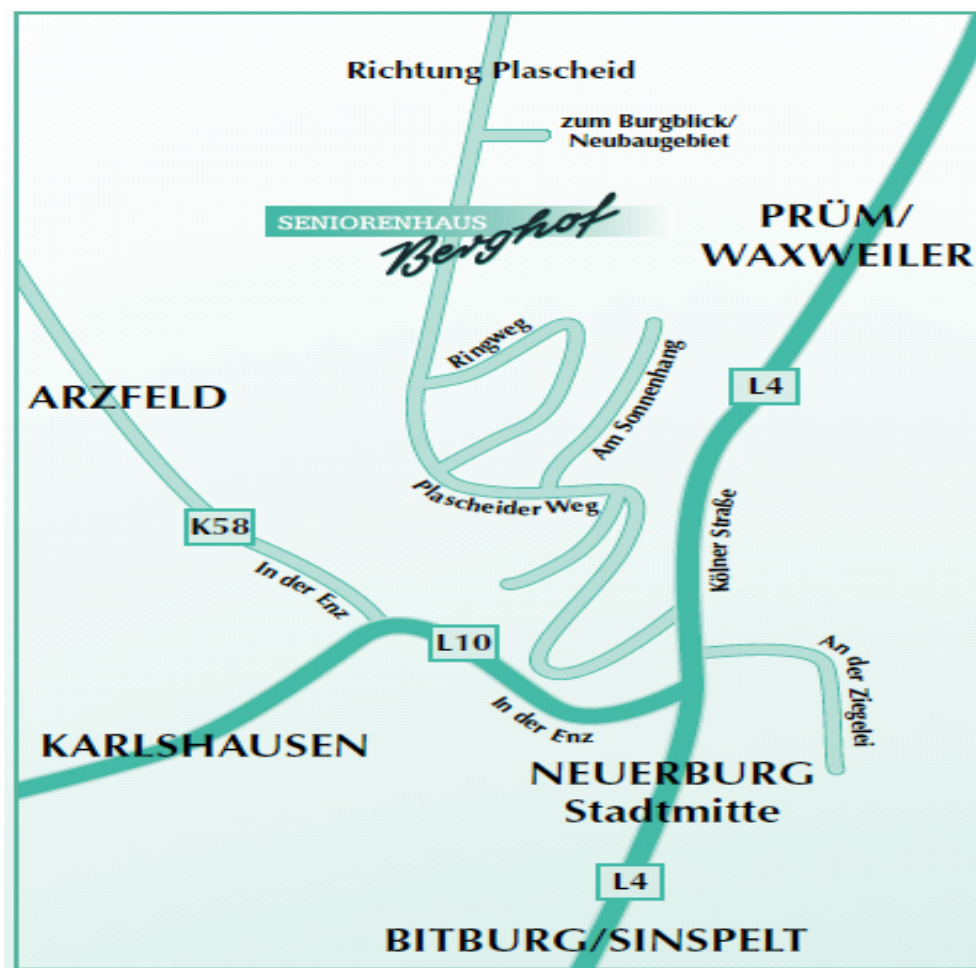 Richtung Plascheid
zum Burgblick/
Neubaugebiet
SENIORENHAUS
Berghof
PRÜM/
WAXWEILER
Ringweg
Am Sonnenhang
L4
ARZFELD
Plascheider Weg
K58
Kölner Straße
In der Enz
L10
An der Ziegelei
In der Enz
KARLSHAUSEN
NEUERBURG
Stadtmitte
L4
BITBURG/SINSPELT